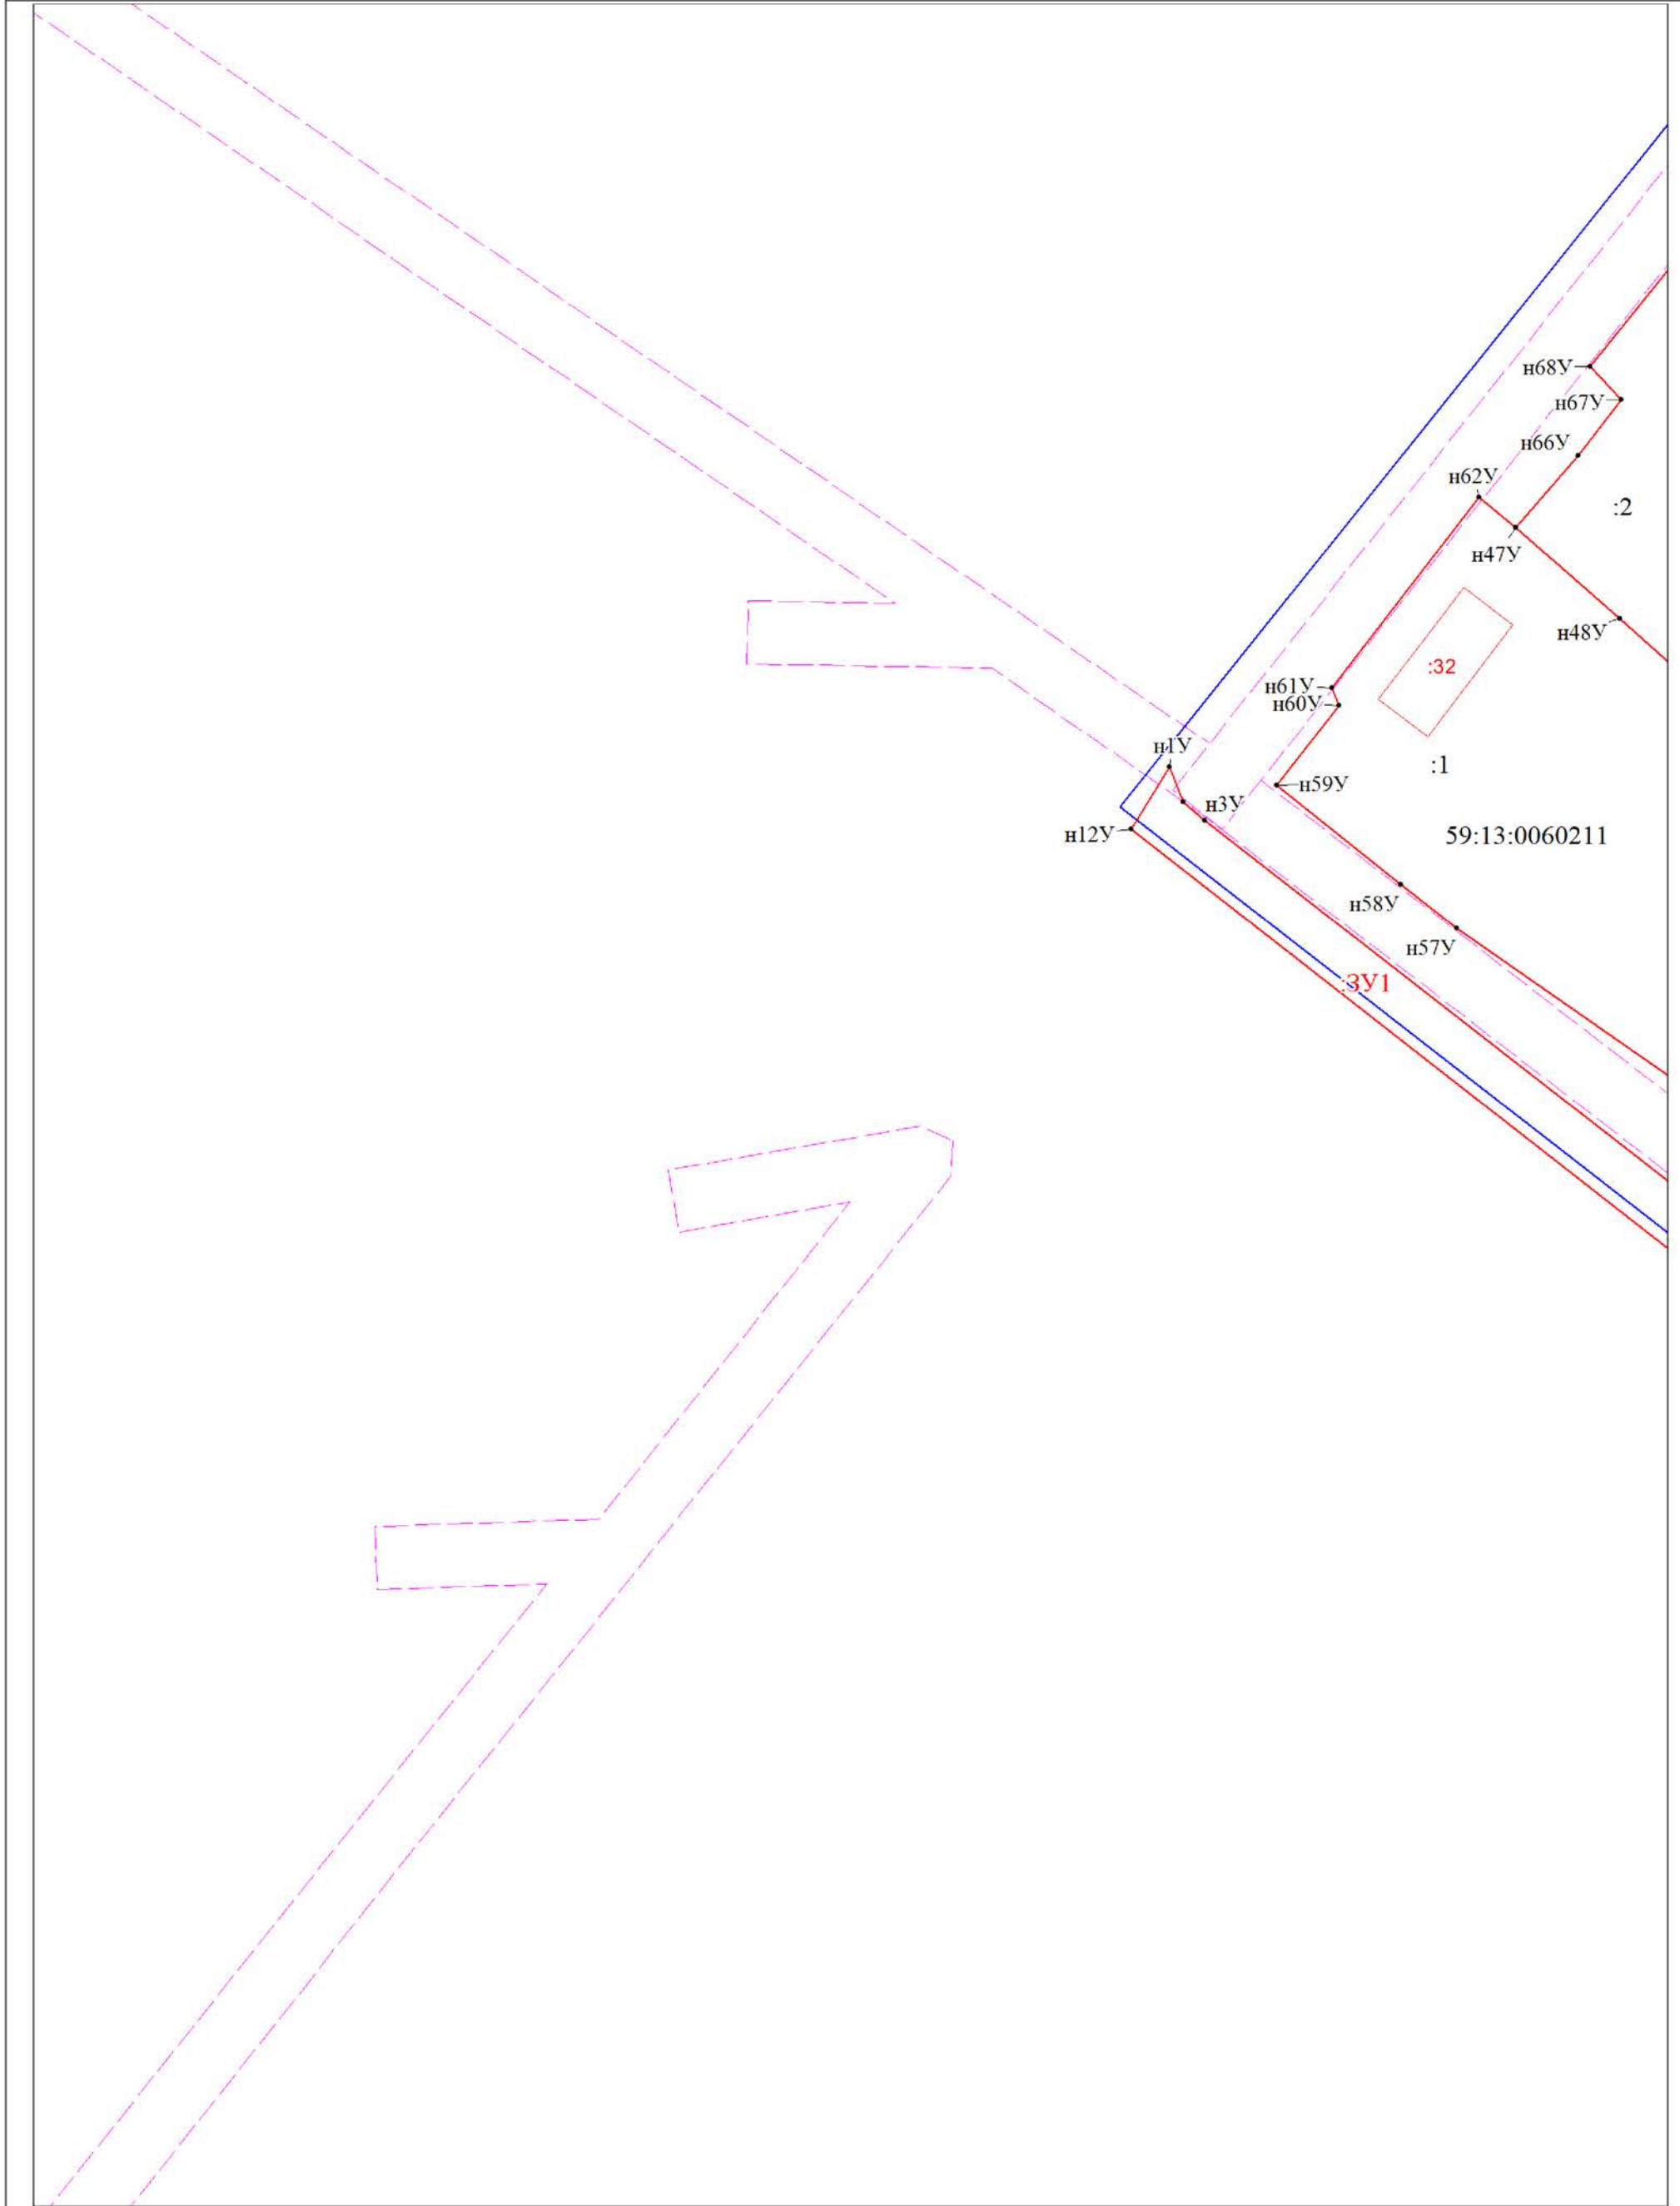 н68У
н67У
н66У
н62У
:2
н47У
н48У
:32
н61У
н60У
н1У
:1
н59У
н3У
н12У
59:13:0060211
н58У
н57У
:ЗУ1